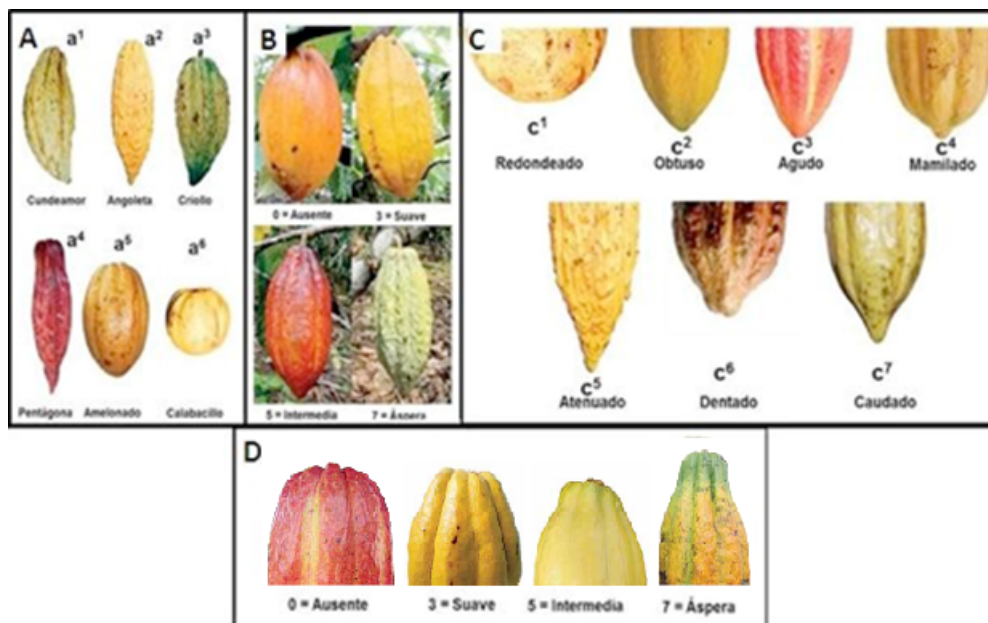 A
a1 a2 a3
Cundeamor Angoleta Criollo
a4 a5 a6
Pentágona Amelonado Calabacillo
B
0 = Ausente 3 = Suave
5 = Intermedia 7 = Áspera
C
c1 c2 c3 c4
Redondeado Obtuso Agudo Mamilado
c5 c6 c7
Atenuado Dentado Caudado
D
0 = Ausente 3 = Suave 5 = Intermedia 7 = Áspera